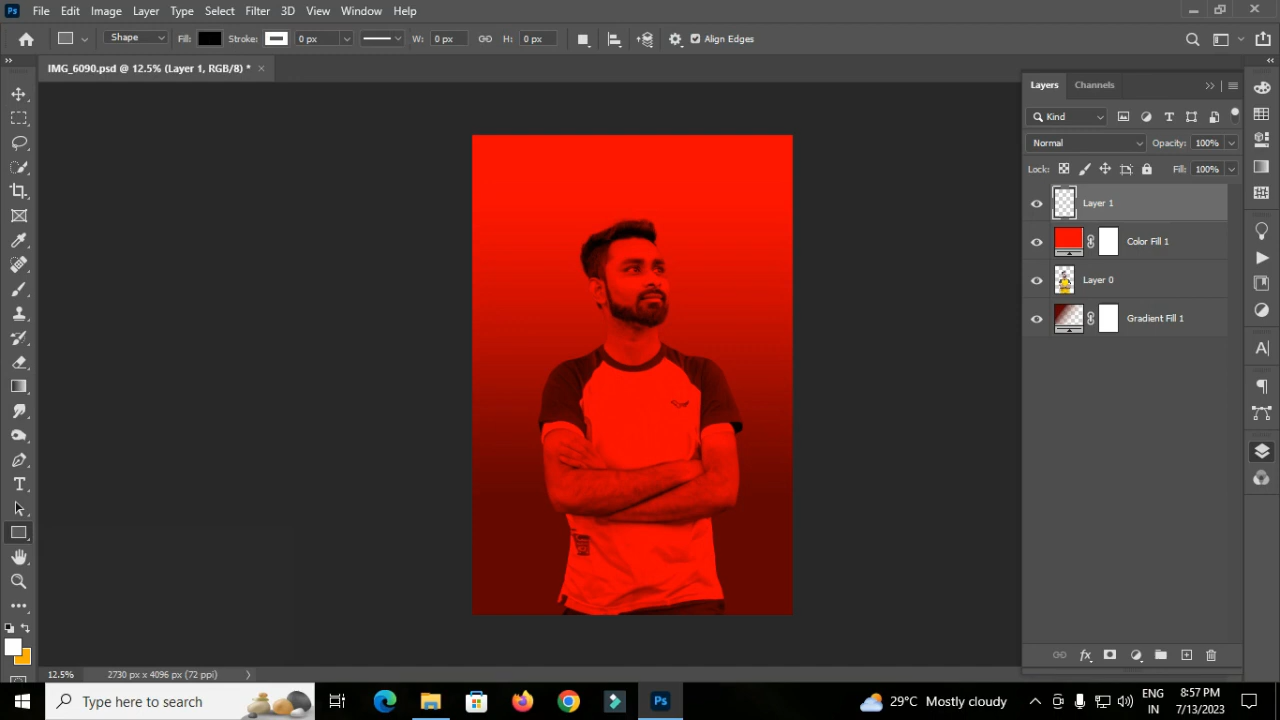 Ps File Edit Image Layer Type Select Filter 3D View Window Help
Shape Fill: Stroke: 0 px W: 0 px H: 0 px Align Edges
IMG_6090.psd @ 12.5% (Layer 1, RGB/8) *
Layers Channels
Kind
Normal Opacity: 100%
Lock: Fill: 100%
Layer 1
Color Fill 1
Layer 0
Gradient Fill 1
12.5% 2730 px x 4096 px (72 ppi)
Type here to search
Ps
29°C Mostly cloudy
ENG
IN
8:57 PM
7/13/2023